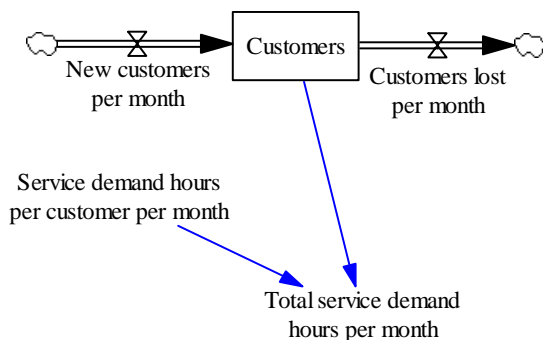 Customers
New customers
per month
Customers lost
per month
Service demand hours
per customer per month
Total service demand
hours per month